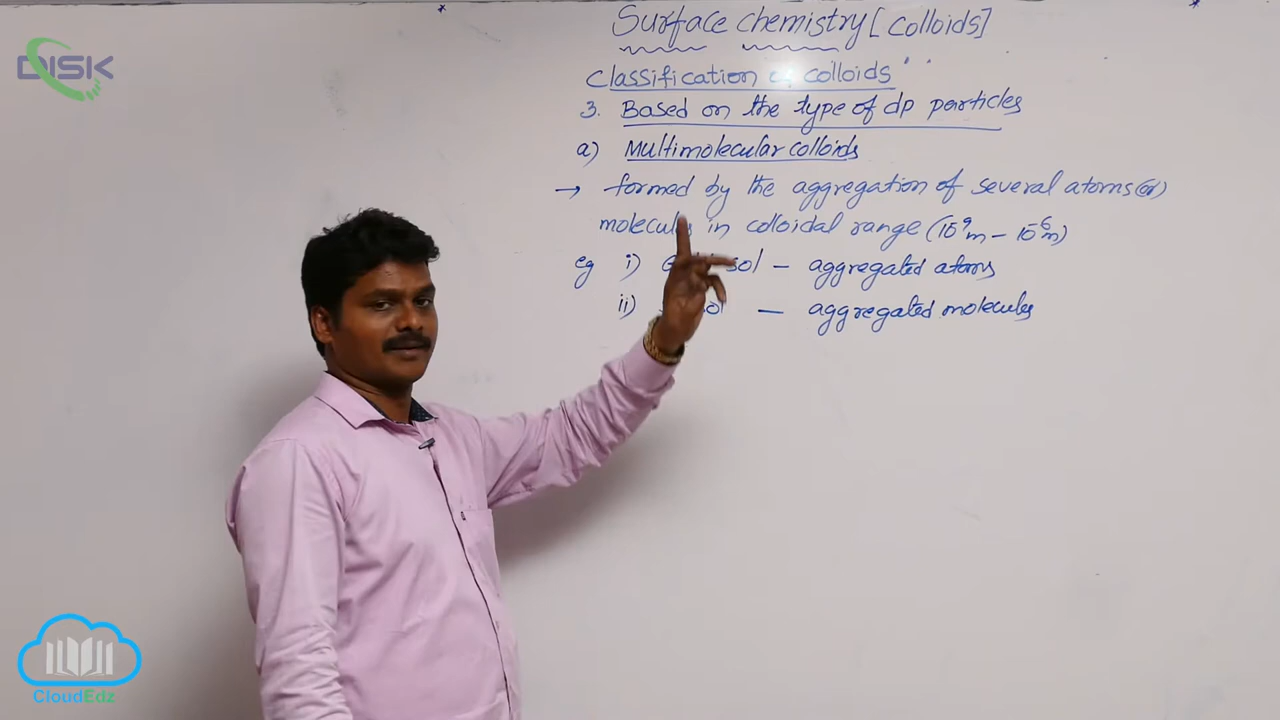 DISK
Surface chemistry [colloids]
Classification of colloids
3. Based on the type of dp particles
a) Multimolecular colloids
→ formed by the aggregation of several atoms (or)
in colloidal range (10⁻⁹m – 10⁻⁶m)
eg i) sol – aggregated atoms
ii) — aggregated molecules
CloudEdz